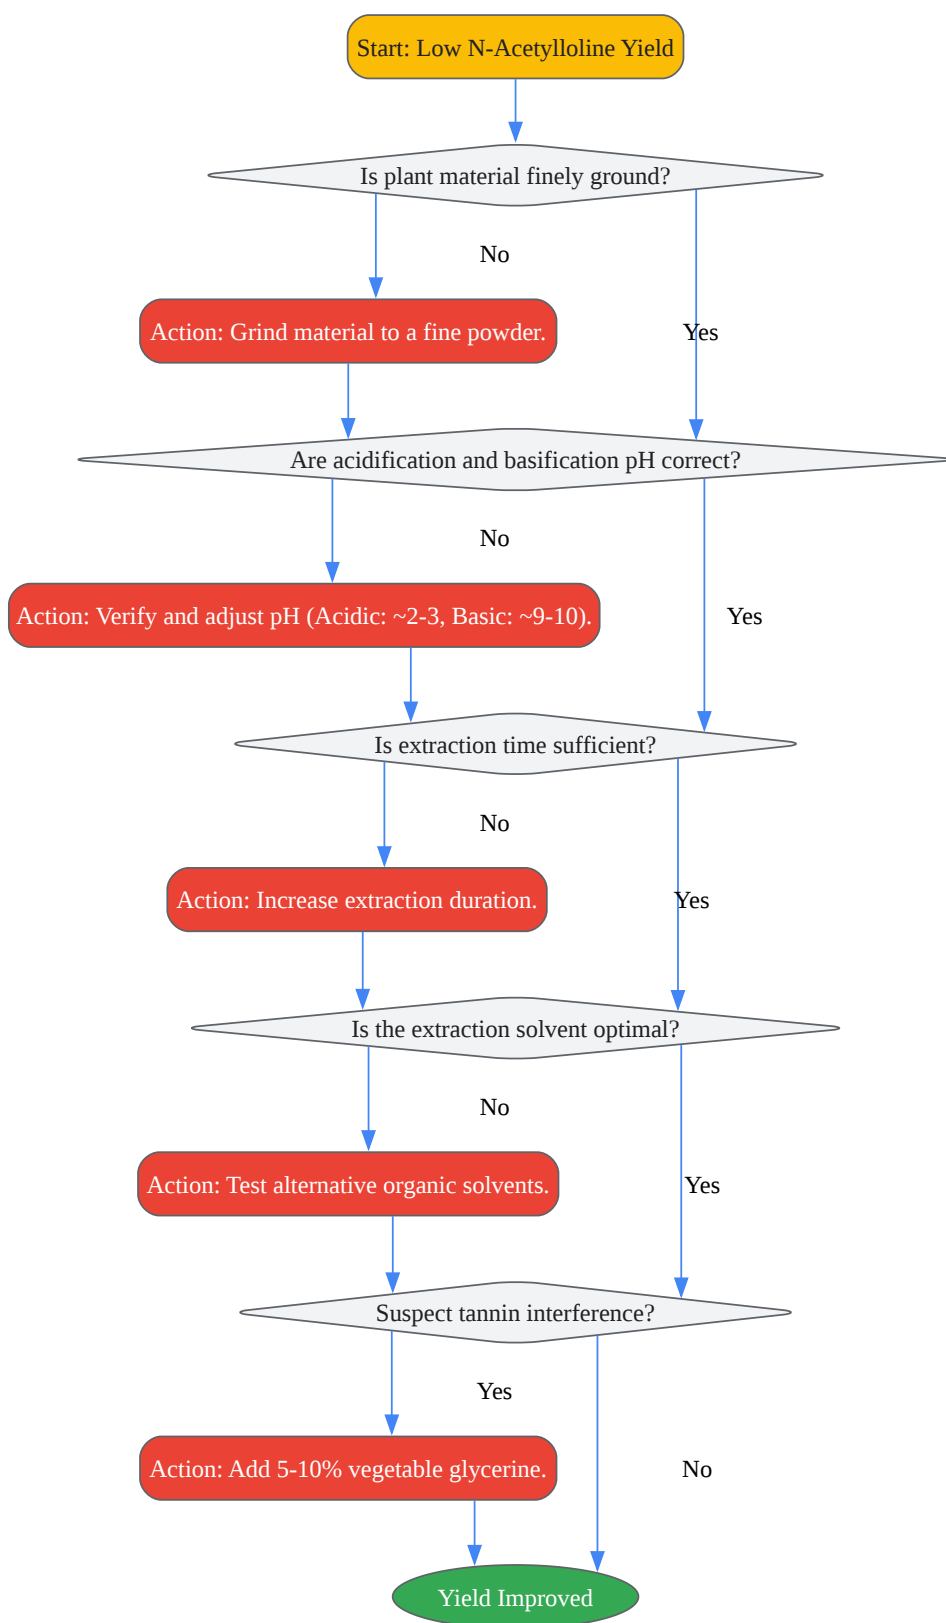 Start: Low N-Acetylloline Yield
Is plant material finely ground?
No
Action: Grind material to a fine powder.
Yes
Are acidification and basification pH correct?
No
Action: Verify and adjust pH (Acidic: ~2-3, Basic: ~9-10).
Yes
Is extraction time sufficient?
No
Action: Increase extraction duration.
Yes
Is the extraction solvent optimal?
No
Action: Test alternative organic solvents.
Yes
Suspect tannin interference?
Yes
Action: Add 5-10% vegetable glycerine.
No
Yield Improved